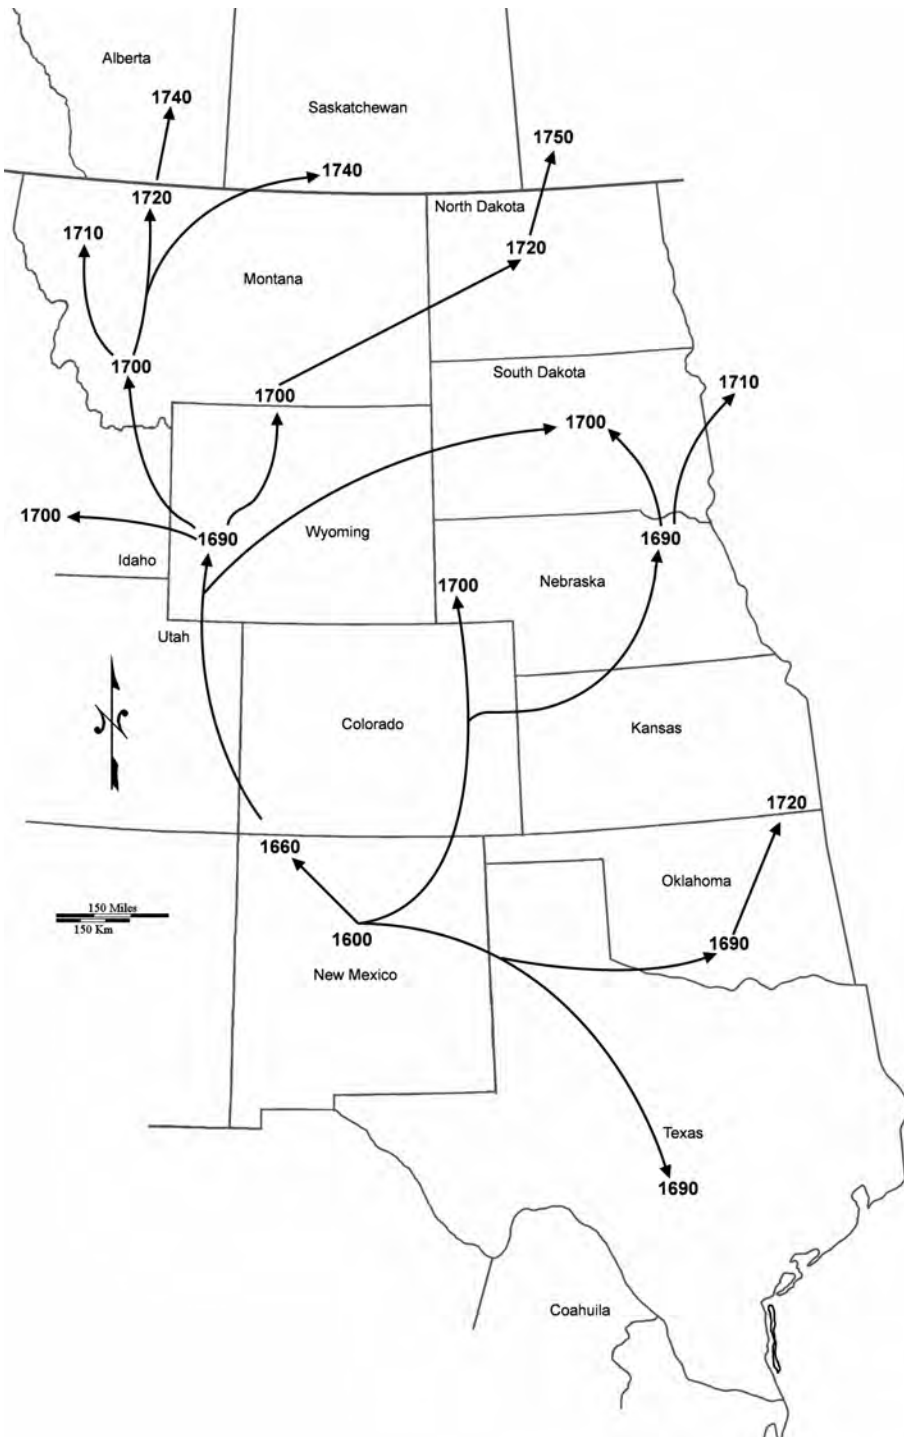 Alberta
1740
Saskatchewan
1750
1740
1720
North Dakota
1710
1720
Montana
1700
South Dakota
1710
1700
1700
1700
1690
Wyoming
1690
Idaho
1700
Nebraska
Utah
Colorado
Kansas
1720
1660
Oklahoma
150 Miles
150 Km
1600
1690
New Mexico
Texas
1690
Coahuila